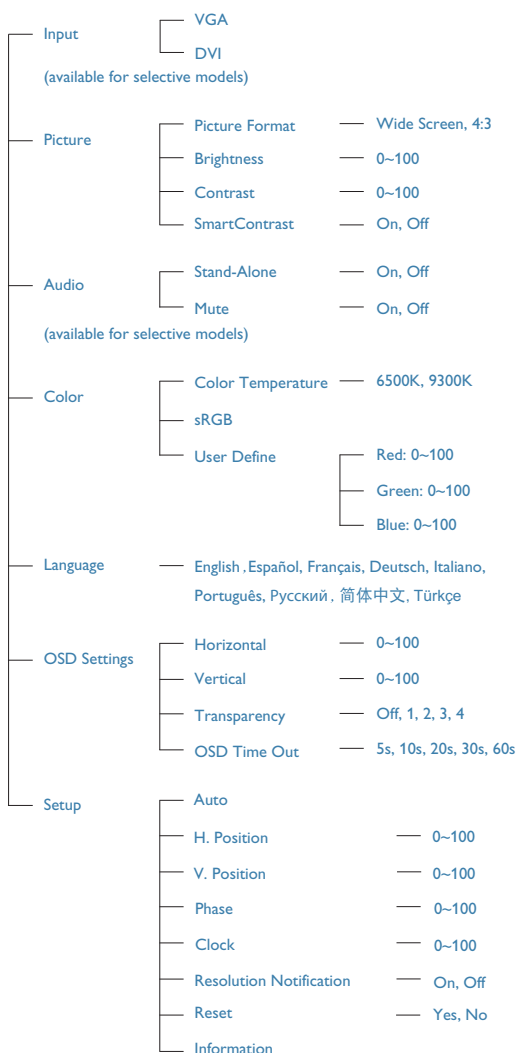 VGA
Input
DVI
(available for selective models)
Picture Format Wide Screen, 4:3
Picture
Brightness 0~100
Contrast 0~100
SmartContrast On, Off
Stand-Alone On, Off
Audio
Mute On, Off
(available for selective models)
Color Temperature 6500K, 9300K
Color
sRGB
User Define Red: 0~100
Green: 0~100
Blue: 0~100
Language English , Español, Français, Deutsch, Italiano,
Português, Русский , 简体中文, Türkçe
Horizontal 0~100
OSD Settings
Vertical 0~100
Transparency Off, 1, 2, 3, 4
OSD Time Out 5s, 10s, 20s, 30s, 60s
Setup Auto
H. Position 0~100
V. Position 0~100
Phase 0~100
Clock 0~100
Resolution Notification On, Off
Reset Yes, No
Information